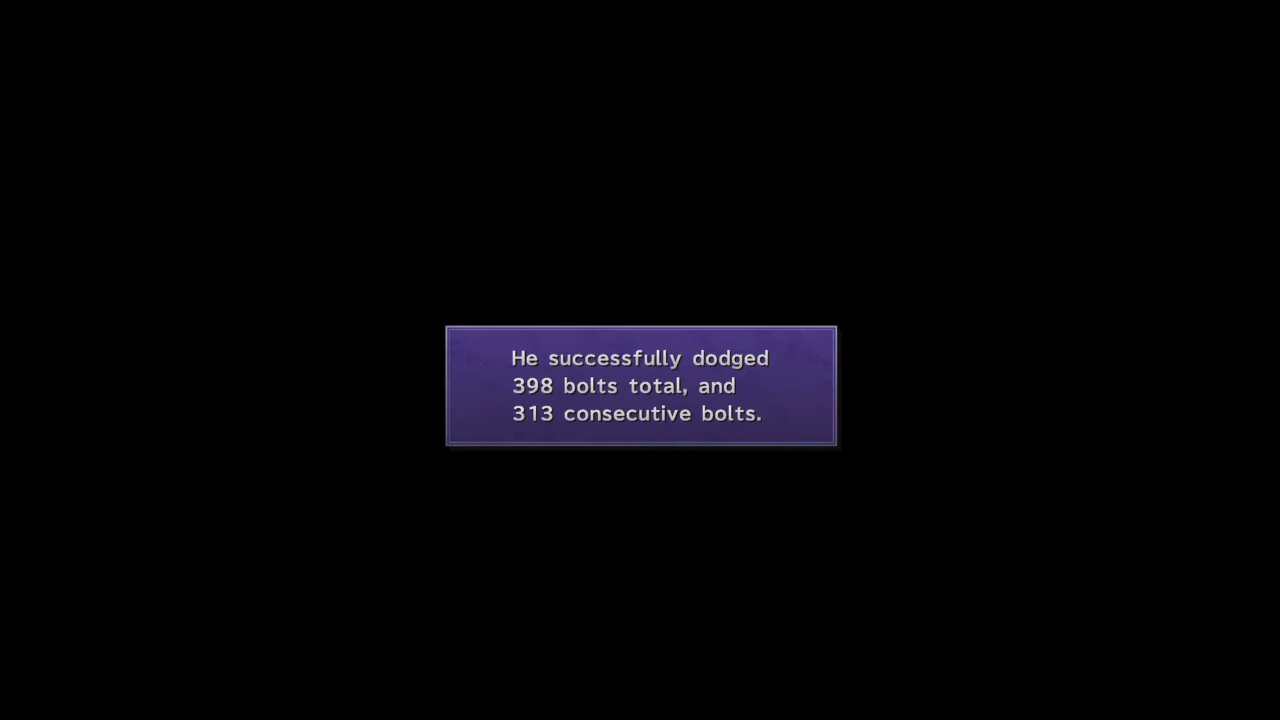 He successfully dodged
398 bolts total, and
313 consecutive bolts.